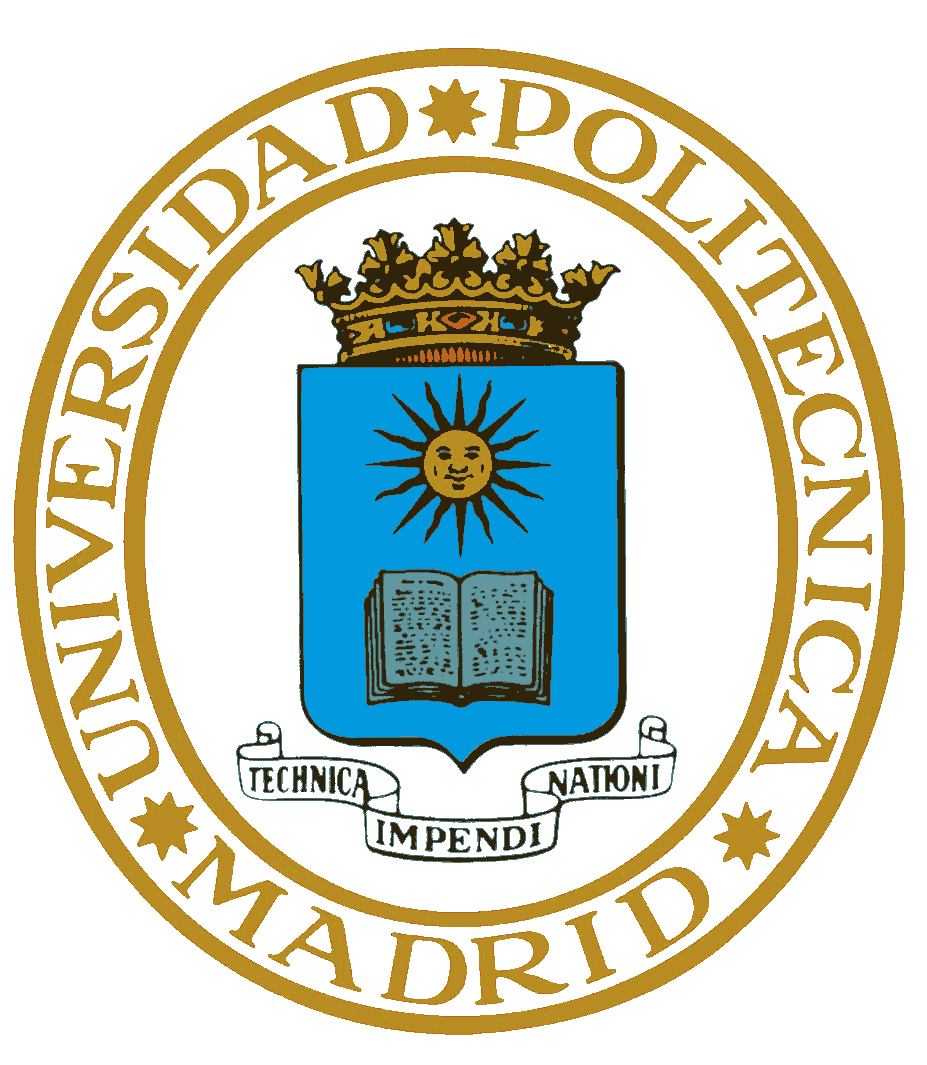 UNIVERSIDAD POLITECNICA
MADRID
TECHNICA
IMPENDI
NATIONI